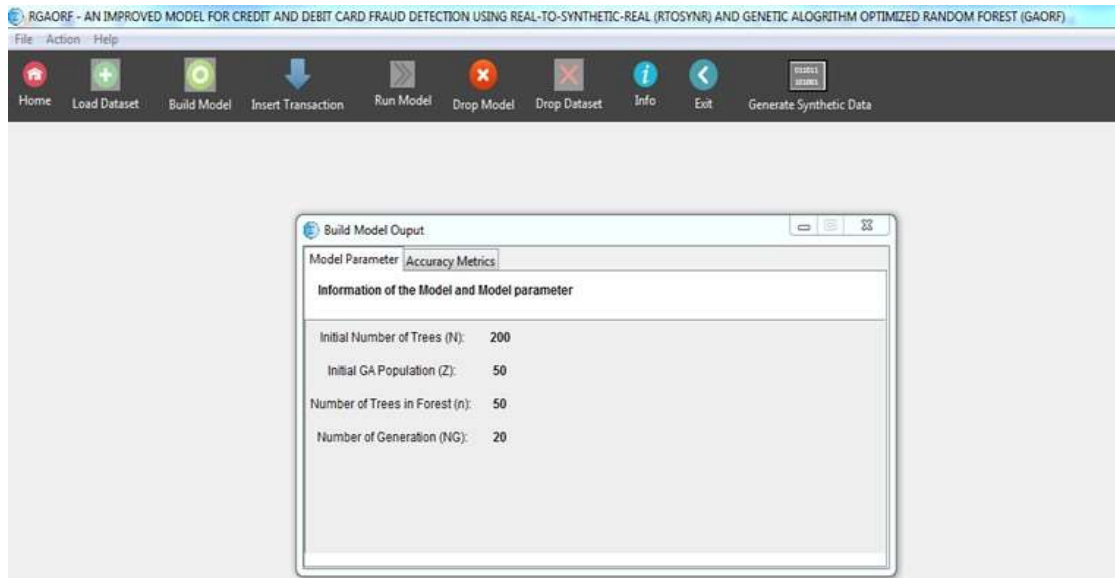 RGAORF - AN IMPROVED MODEL FOR CREDIT AND DEBIT CARD FRAUD DETECTION USING REAL-TO-SYNTHETIC-REAL (RTOSYNR) AND GENETIC ALOGRITHM OPTIMIZED RANDOM FOREST (GAORF)
File Action Help
Home Load Dataset Build Model Insert Transaction Run Model Drop Model Drop Dataset Info Exit Generate Synthetic Data
Build Model Ouput
Model Parameter Accuracy Metrics
Information of the Model and Model parameter
Initial Number of Trees (N): 200
Initial GA Population (Z): 50
Number of Trees in Forest (n): 50
Number of Generation (NG): 20